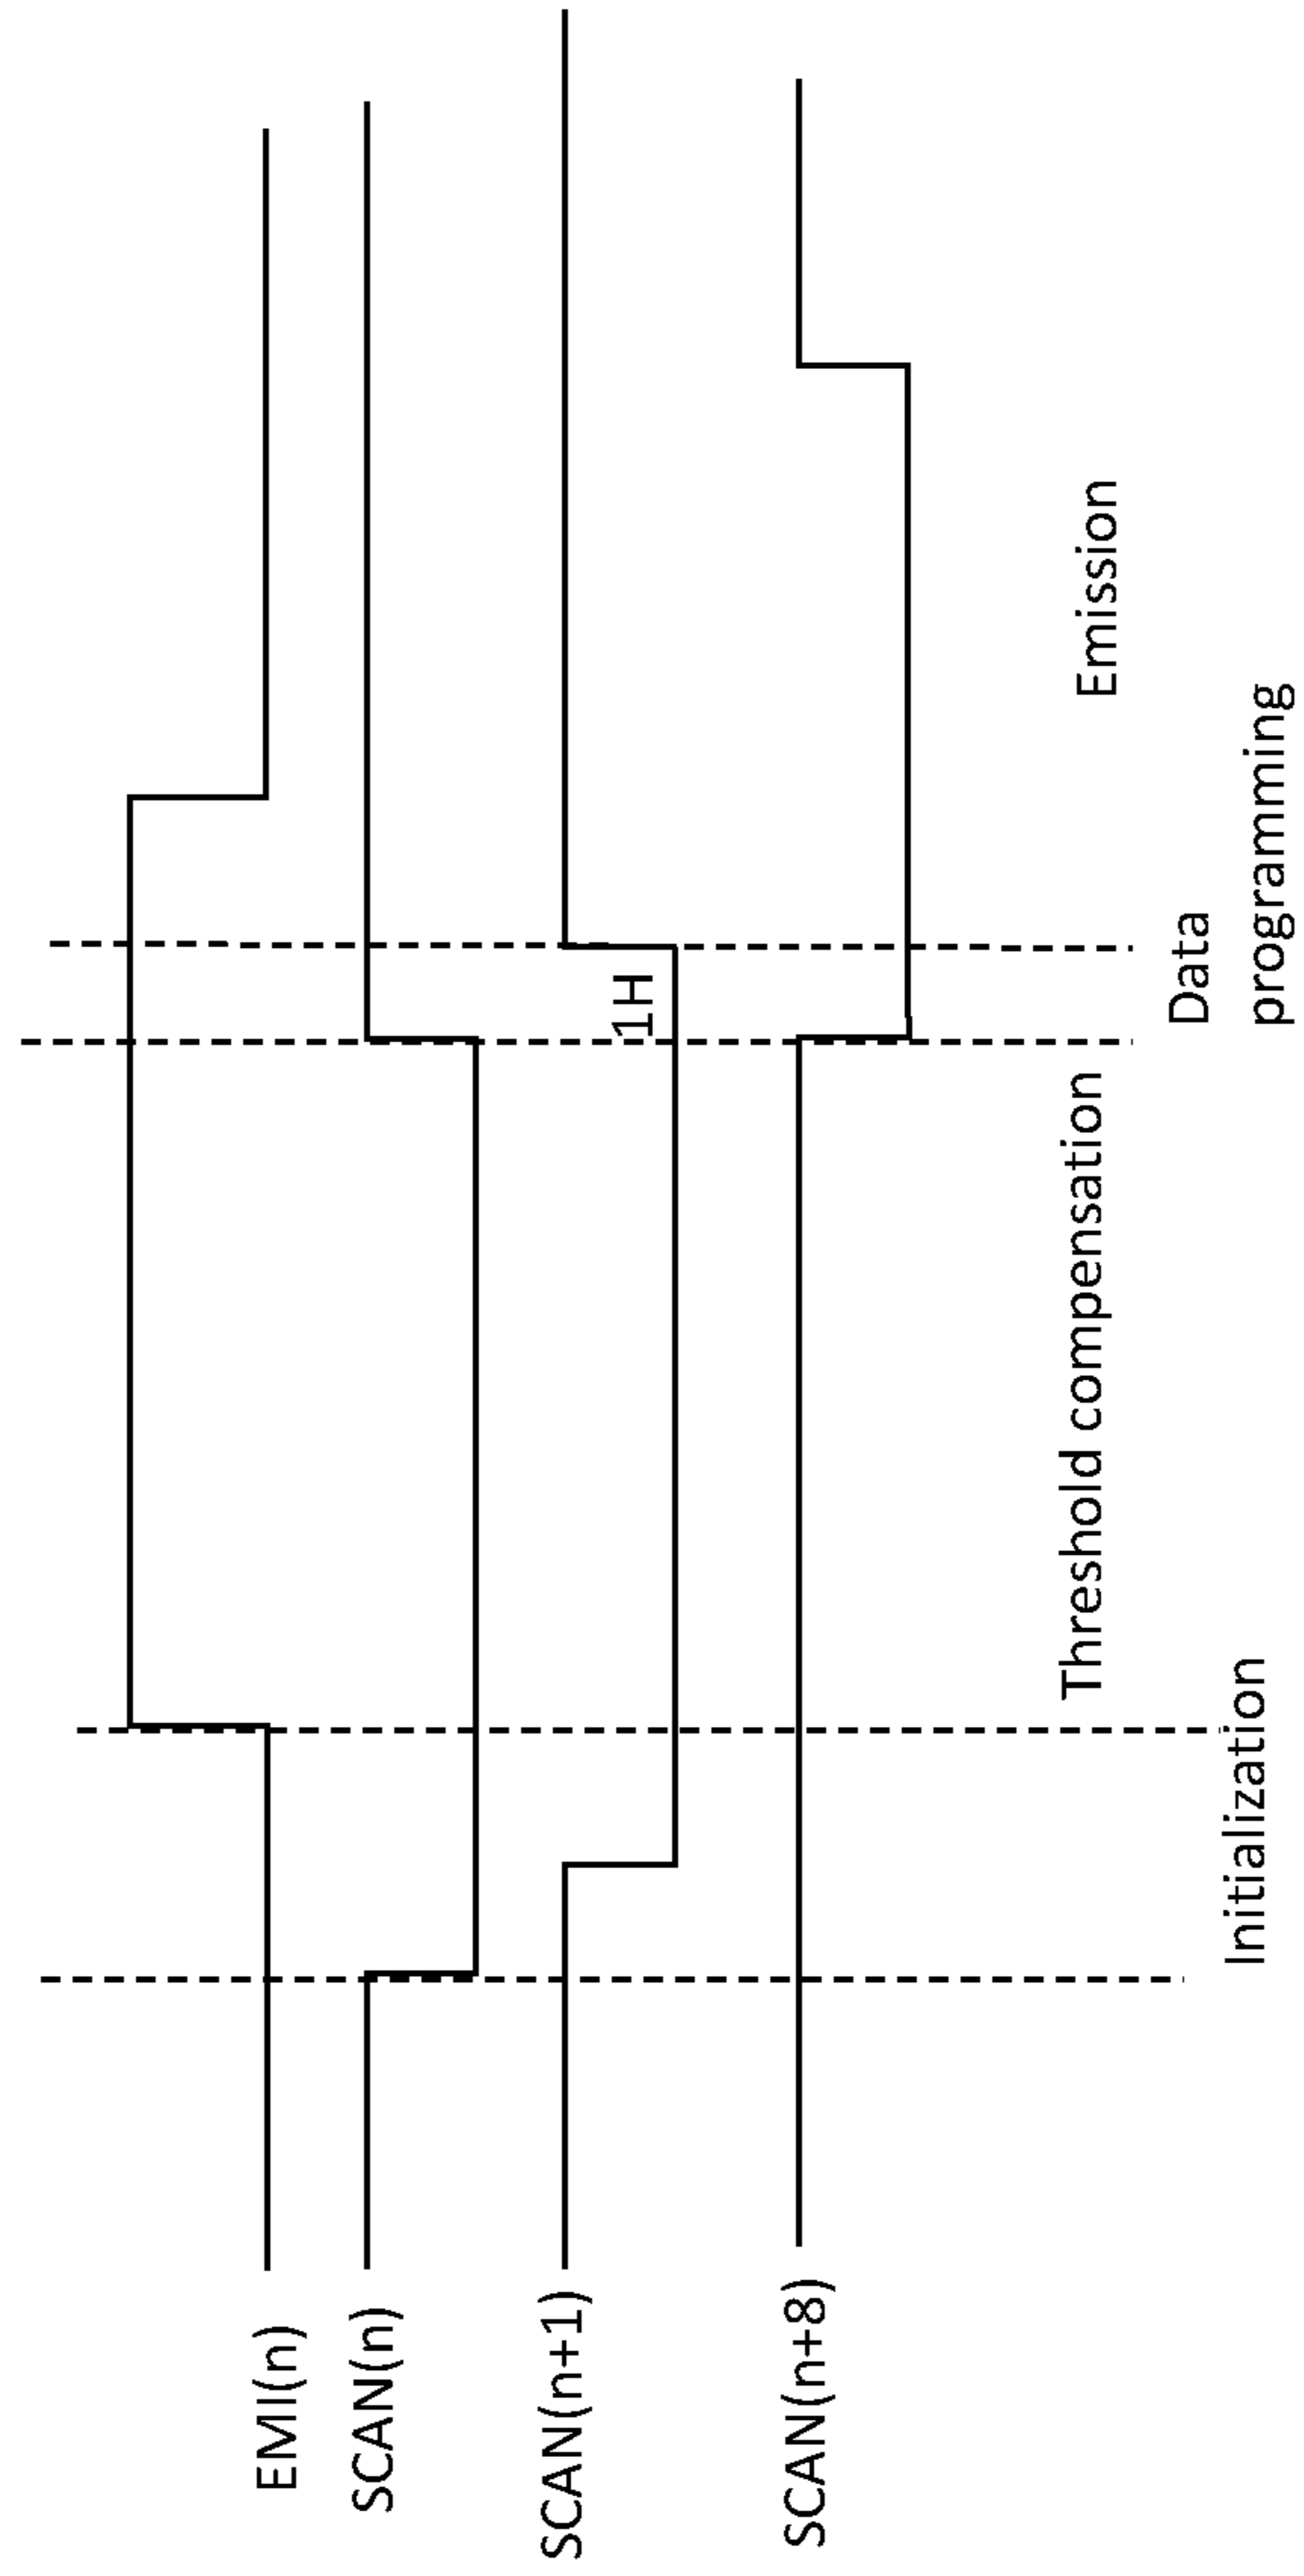 EMI(n)
SCAN(n)
SCAN(n+1)
1H
SCAN(n+8)
Initialization
Threshold compensation
Data
programming
Emission